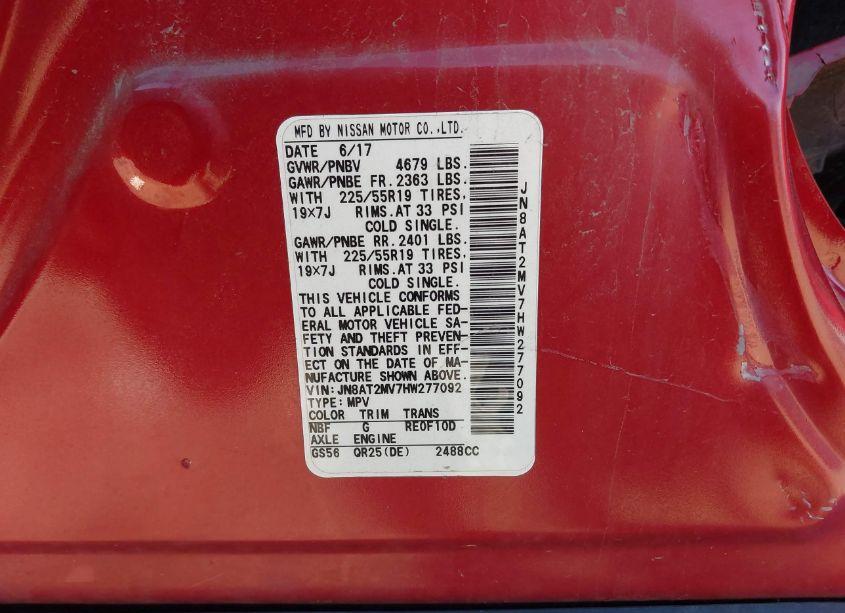 MFD BY NISSAN MOTOR CO.,LTD.
DATE 6/17
GVWR/PNBV 4679 LBS.
GAWR/PNBE FR.2363 LBS.
WITH 225/55R19 TIRES,
19×7J RIMS.AT 33 PSI
COLD SINGLE.
GAWR/PNBE RR.2401 LBS.
WITH 225/55R19 TIRES,
19×7J RIMS.AT 33 PSI
COLD SINGLE.
THIS VEHICLE CONFORMS
TO ALL APPLICABLE FED-
ERAL MOTOR VEHICLE SA-
FETY AND THEFT PREVEN-
TION STANDARDS IN EFF-
ECT ON THE DATE OF MA-
NUFACTURE SHOWN ABOVE.
VIN:JN8AT2MV7HW277092
TYPE:MPV
COLOR TRIM TRANS
NBF G RE0F10D
AXLE ENGINE
GS56 QR25(DE) 2488CC
JN8AT2MV7HW277092